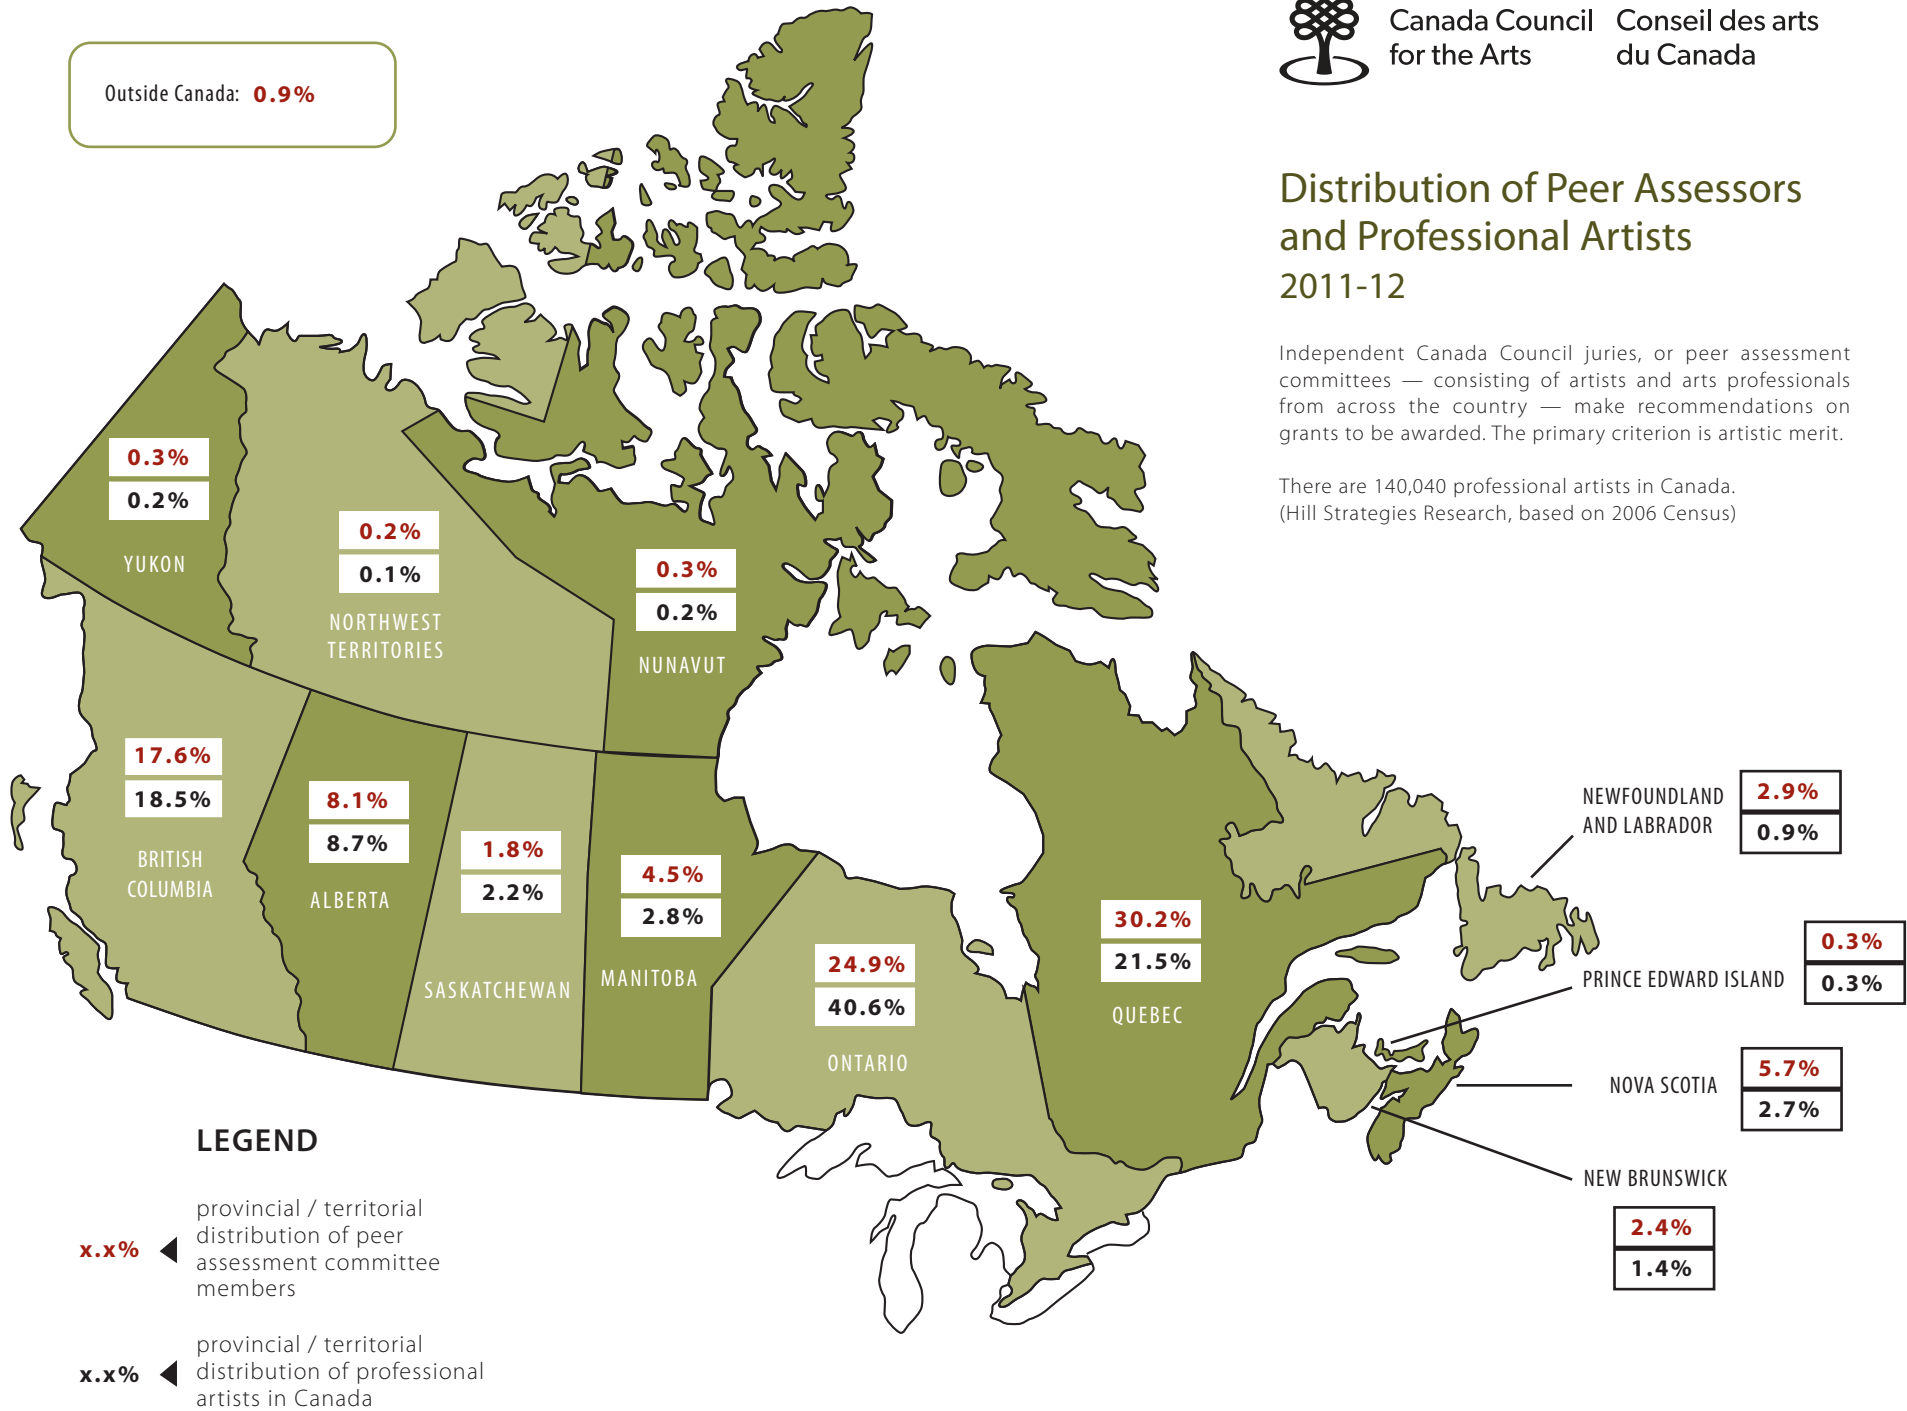 Canada Council
for the Arts
Conseil des arts
du Canada
Outside Canada: 0.9%
Distribution of Peer Assessors
and Professional Artists
2011-12
Independent Canada Council juries, or peer assessment
committees — consisting of artists and arts professionals
from across the country — make recommendations on
grants to be awarded. The primary criterion is artistic merit.
There are 140,040 professional artists in Canada.
(Hill Strategies Research, based on 2006 Census)
0.3%
0.2%
YUKON
0.2%
0.1%
NORTHWEST
TERRITORIES
0.3%
0.2%
NUNAVUT
17.6%
18.5%
BRITISH
COLUMBIA
8.1%
8.7%
ALBERTA
1.8%
2.2%
SASKATCHEWAN
4.5%
2.8%
MANITOBA
24.9%
40.6%
ONTARIO
30.2%
21.5%
QUEBEC
NEWFOUNDLAND
AND LABRADOR
2.9%
0.9%
PRINCE EDWARD ISLAND
0.3%
0.3%
NOVA SCOTIA
5.7%
2.7%
NEW BRUNSWICK
2.4%
1.4%
LEGEND
x.x%
provincial / territorial
distribution of peer
assessment committee
members
x.x%
provincial / territorial
distribution of professional
artists in Canada